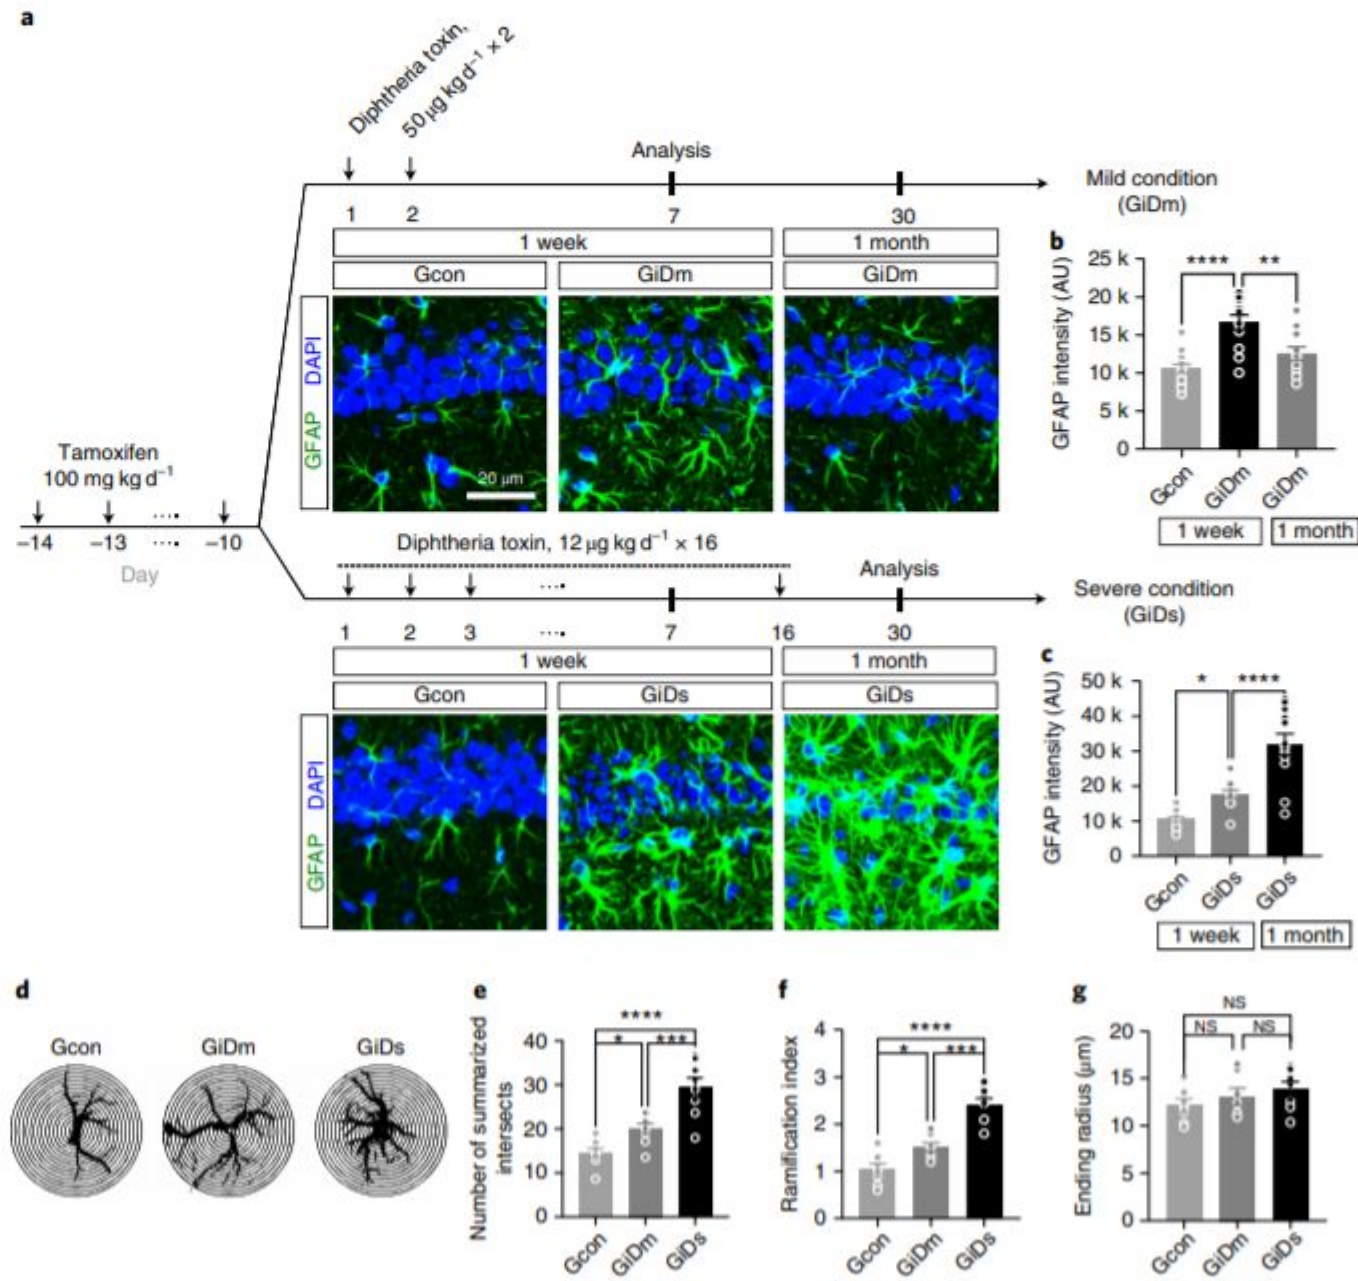 a
Diphtheria toxin,
50 µg kg d⁻¹ × 2
Analysis
1 2 7 30
Mild condition
(GiDm)
1 week 1 month
Gcon GiDm GiDm
GFAP DAPI
20 µm
b
GFAP intensity (AU)
25 k
20 k
15 k
10 k
5 k
0
**** **
Gcon GiDm GiDm
1 week 1 month
Tamoxifen
100 mg kg d⁻¹
−14 −13 ···· −10
Day
Diphtheria toxin, 12 µg kg d⁻¹ × 16
Analysis
1 2 3 ···· 7 16 30
Severe condition
(GiDs)
1 week 1 month
Gcon GiDs GiDs
GFAP DAPI
c
GFAP intensity (AU)
50 k
40 k
30 k
20 k
10 k
0
* ****
Gcon GiDs GiDs
1 week 1 month
d
Gcon GiDm GiDs
e
Number of summarized
intersects
40
30
20
10
0
****
* ***
Gcon GiDm GiDs
f
Ramification index
4
3
2
1
0
****
* ***
Gcon GiDm GiDs
g
Ending radius (µm)
20
15
10
5
0
NS
NS NS
Gcon GiDm GiDs